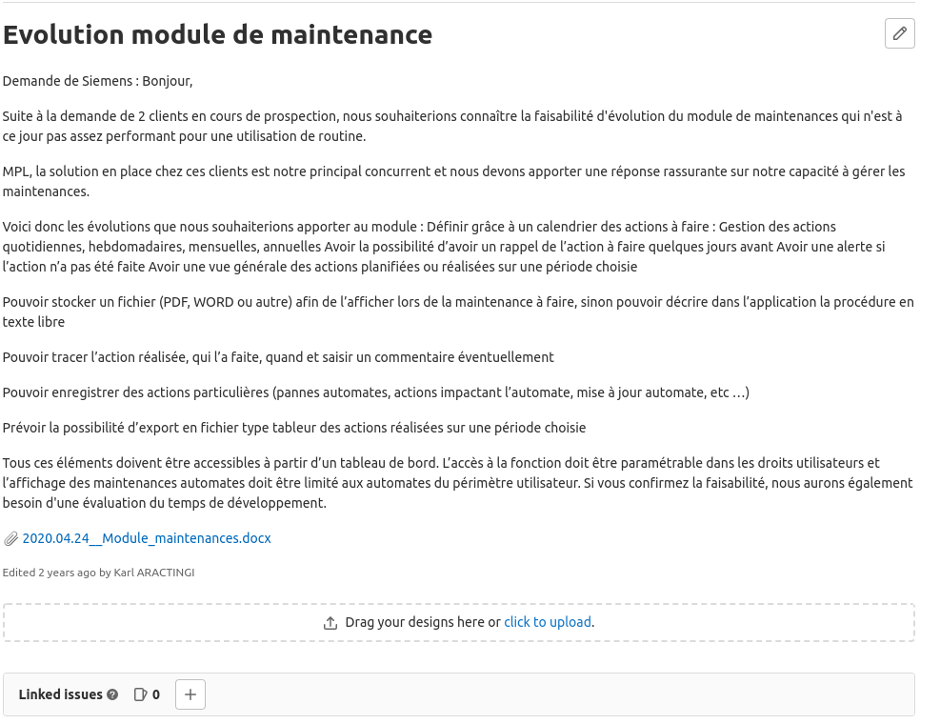 Evolution module de maintenance
Demande de Siemens : Bonjour,
Suite à la demande de 2 clients en cours de prospection, nous souhaiterions connaître la faisabilité d'évolution du module de maintenances qui n'est à
ce jour pas assez performant pour une utilisation de routine.
MPL, la solution en place chez ces clients est notre principal concurrent et nous devons apporter une réponse rassurante sur notre capacité à gérer les
maintenances.
Voici donc les évolutions que nous souhaiterions apporter au module : Définir grâce à un calendrier des actions à faire : Gestion des actions
quotidiennes, hebdomadaires, mensuelles, annuelles Avoir la possibilité d’avoir un rappel de l’action à faire quelques jours avant Avoir une alerte si
l’action n’a pas été faite Avoir une vue générale des actions planifiées ou réalisées sur une période choisie
Pouvoir stocker un fichier (PDF, WORD ou autre) afin de l’afficher lors de la maintenance à faire, sinon pouvoir décrire dans l’application la procédure en
texte libre
Pouvoir tracer l’action réalisée, qui l’a faite, quand et saisir un commentaire éventuellement
Pouvoir enregistrer des actions particulières (pannes automates, actions impactant l’automate, mise à jour automate, etc …)
Prévoir la possibilité d’export en fichier type tableur des actions réalisées sur une période choisie
Tous ces éléments doivent être accessibles à partir d’un tableau de bord. L’accès à la fonction doit être paramétrable dans les droits utilisateurs et
l’affichage des maintenances automates doit être limité aux automates du périmètre utilisateur. Si vous confirmez la faisabilité, nous aurons également
besoin d'une évaluation du temps de développement.
2020.04.24__Module_maintenances.docx
Edited 2 years ago by Karl ARACTINGI
Drag your designs here or click to upload.
Linked issues 0